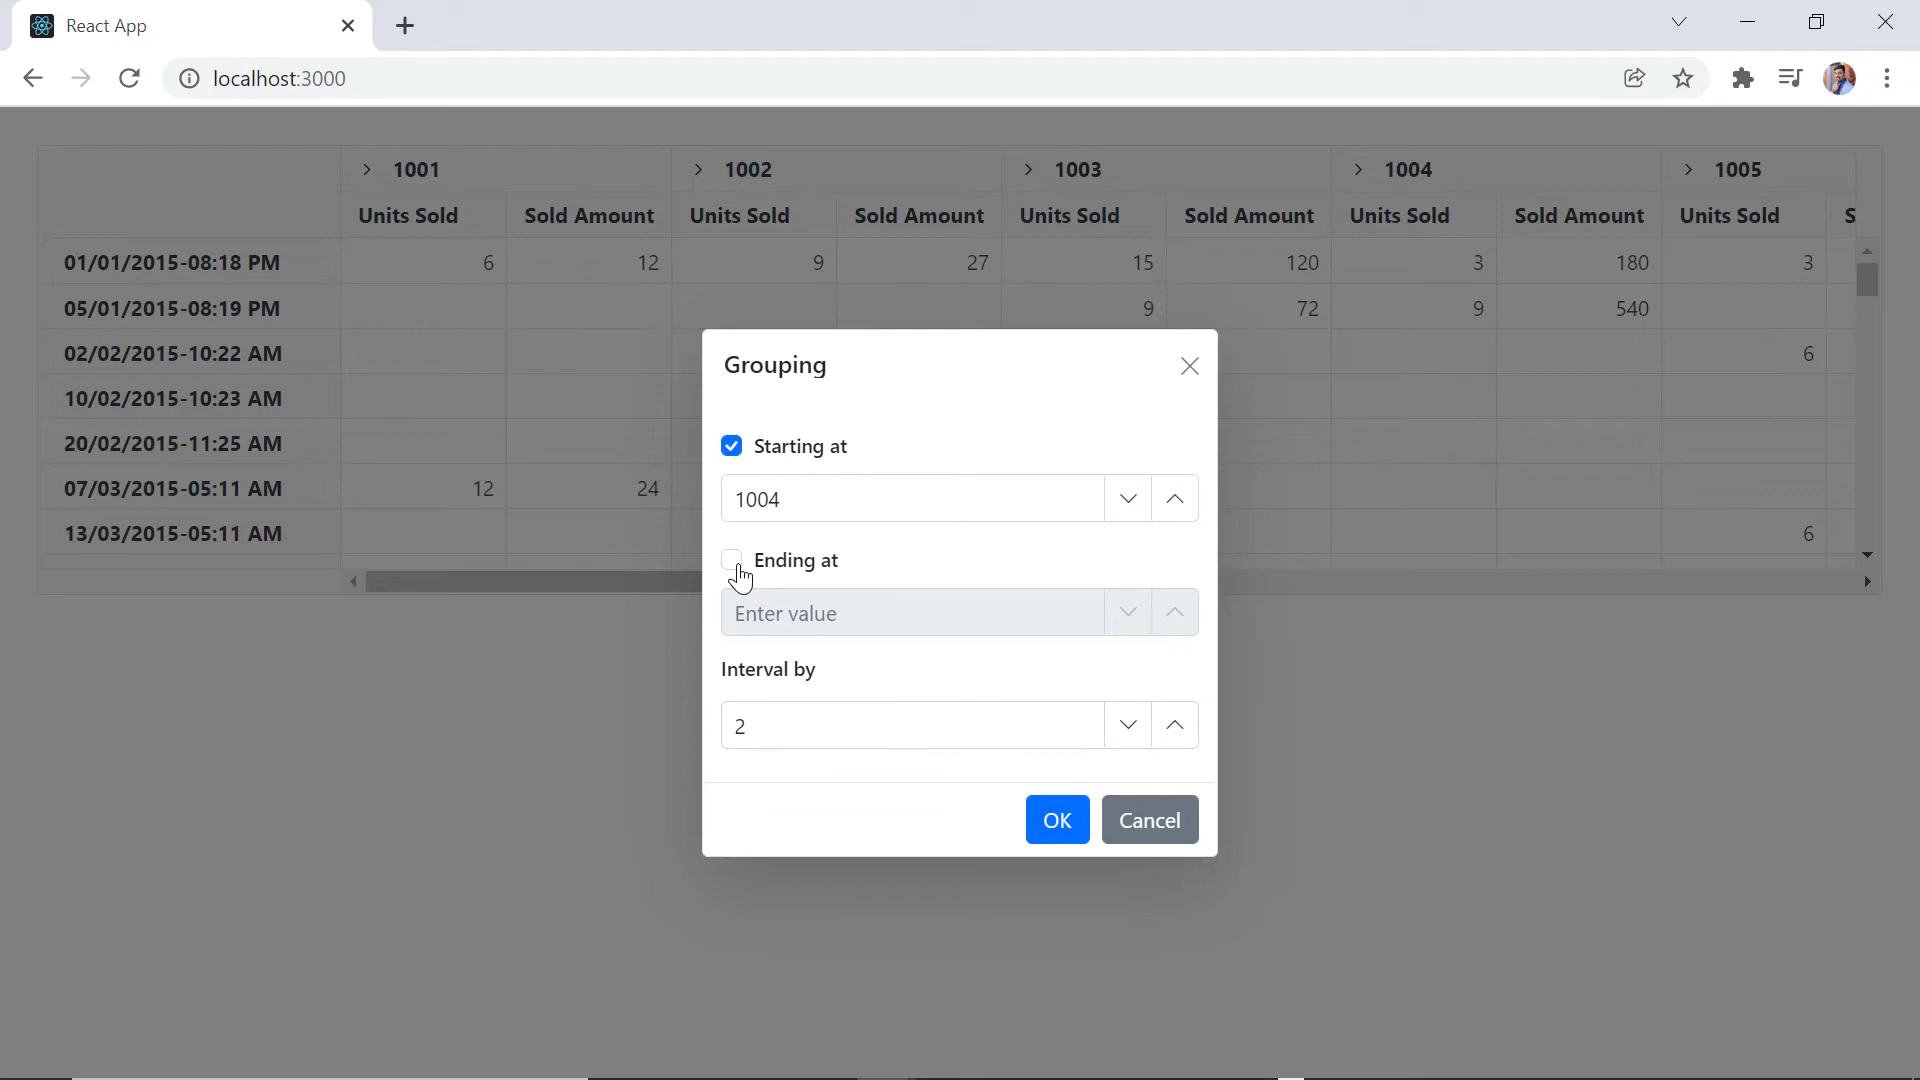 React App
localhost:3000
1001 1002 1003 1004 1005
Units Sold Sold Amount Units Sold Sold Amount Units Sold Sold Amount Units Sold Sold Amount Units Sold S
01/01/2015-08:18 PM 6 12 9 27 15 120 3 180 3
05/01/2015-08:19 PM 9 72 9 540
02/02/2015-10:22 AM 6
10/02/2015-10:23 AM
20/02/2015-11:25 AM
07/03/2015-05:11 AM 12 24
13/03/2015-05:11 AM 6
Grouping
Starting at
1004
Ending at
Enter value
Interval by
2
OK Cancel